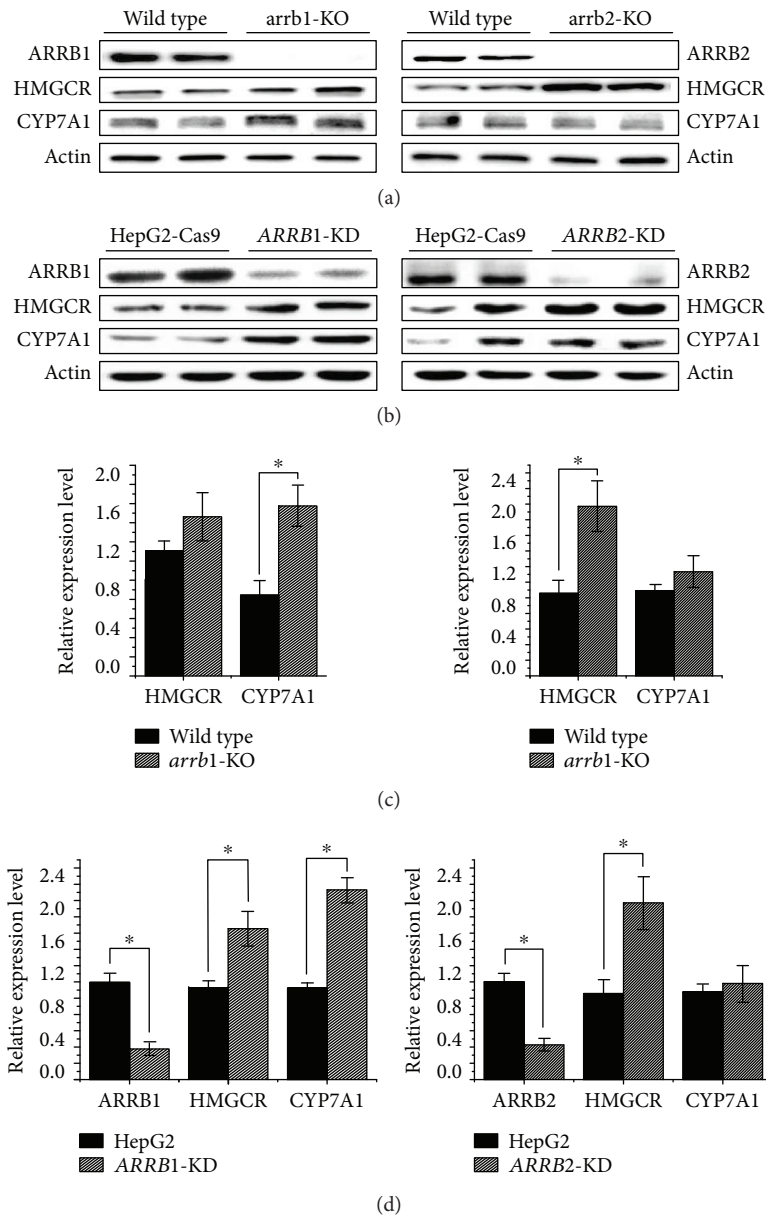 Wild type arrb1-KO Wild type arrb2-KO
ARRB1 ARRB2
HMGCR HMGCR
CYP7A1 CYP7A1
Actin Actin
(a)
HepG2-Cas9 ARRB1-KD HepG2-Cas9 ARRB2-KD
ARRB1 ARRB2
HMGCR HMGCR
CYP7A1 CYP7A1
Actin Actin
(b)
Relative expression level
2.0
1.6
1.2
0.8
0.4
0.0
*
HMGCR CYP7A1
Wild type
arrb1-KO
Relative expression level
2.4
2.0
1.6
1.2
0.8
0.4
0.0
*
HMGCR CYP7A1
Wild type
arrb1-KO
(c)
Relative expression level
2.4
2.0
1.6
1.2
0.8
0.4
0.0
* * *
ARRB1 HMGCR CYP7A1
HepG2
ARRB1-KD
Relative expression level
2.4
2.0
1.6
1.2
0.8
0.4
0.0
* *
ARRB2 HMGCR CYP7A1
HepG2
ARRB2-KD
(d)